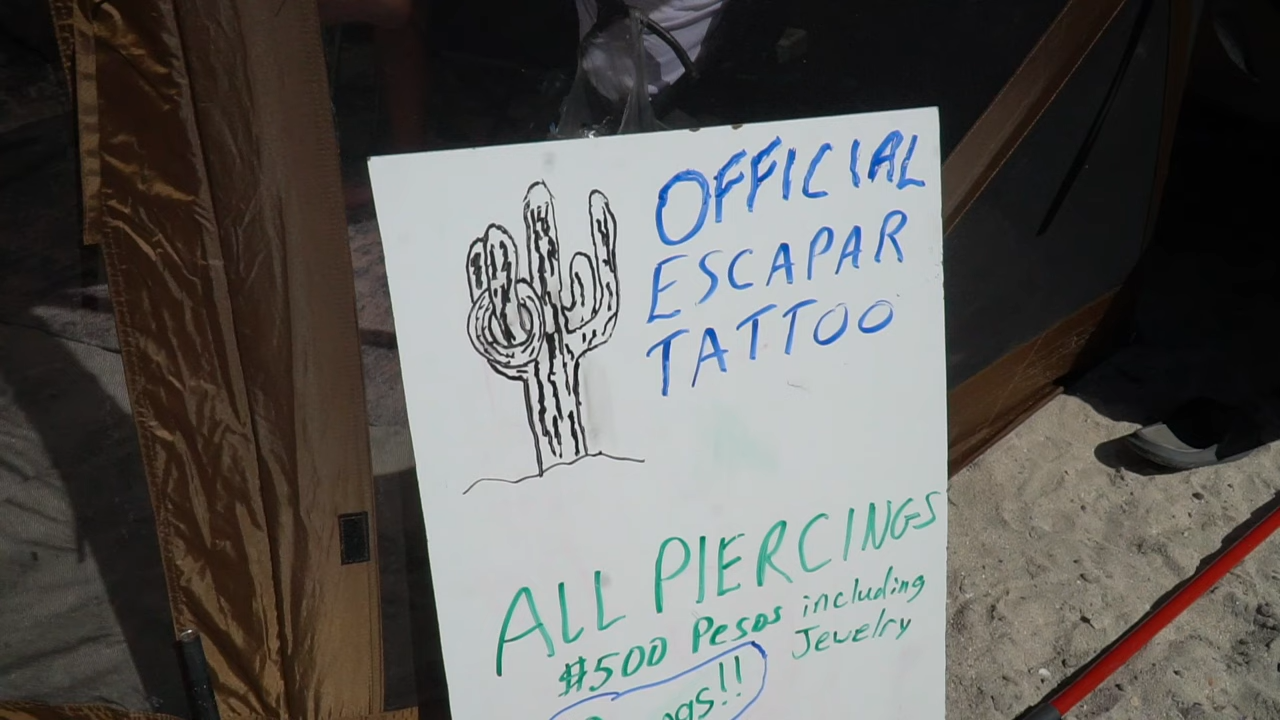 OFFICIAL
ESCAPAR
TATTOO
ALL PIERCINGS
$500 Pesos including
Jewelry